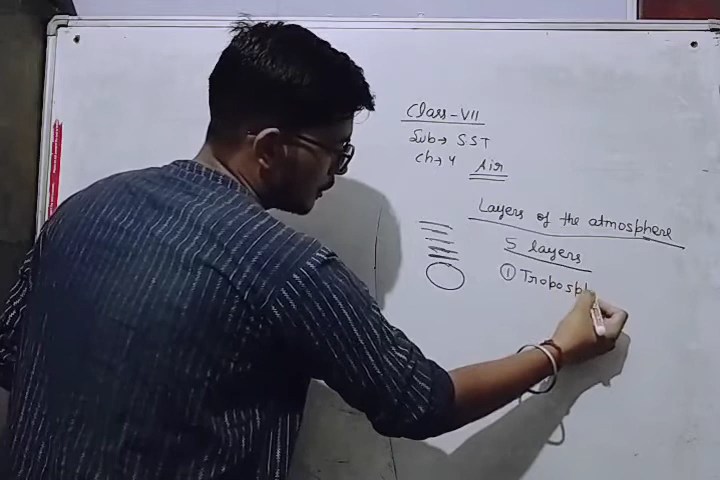 Class-VII
Sub→ SST
Ch→ 4 Air
Layers of the atmosphere
5 layers
① Troposph